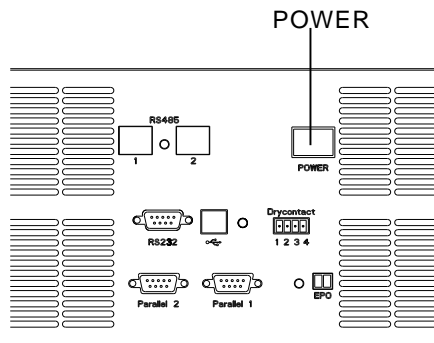 POWER
RS485
1 2
POWER
Drycontact
RS232
1 2 3 4
Parallel 2 Parallel 1
EPO